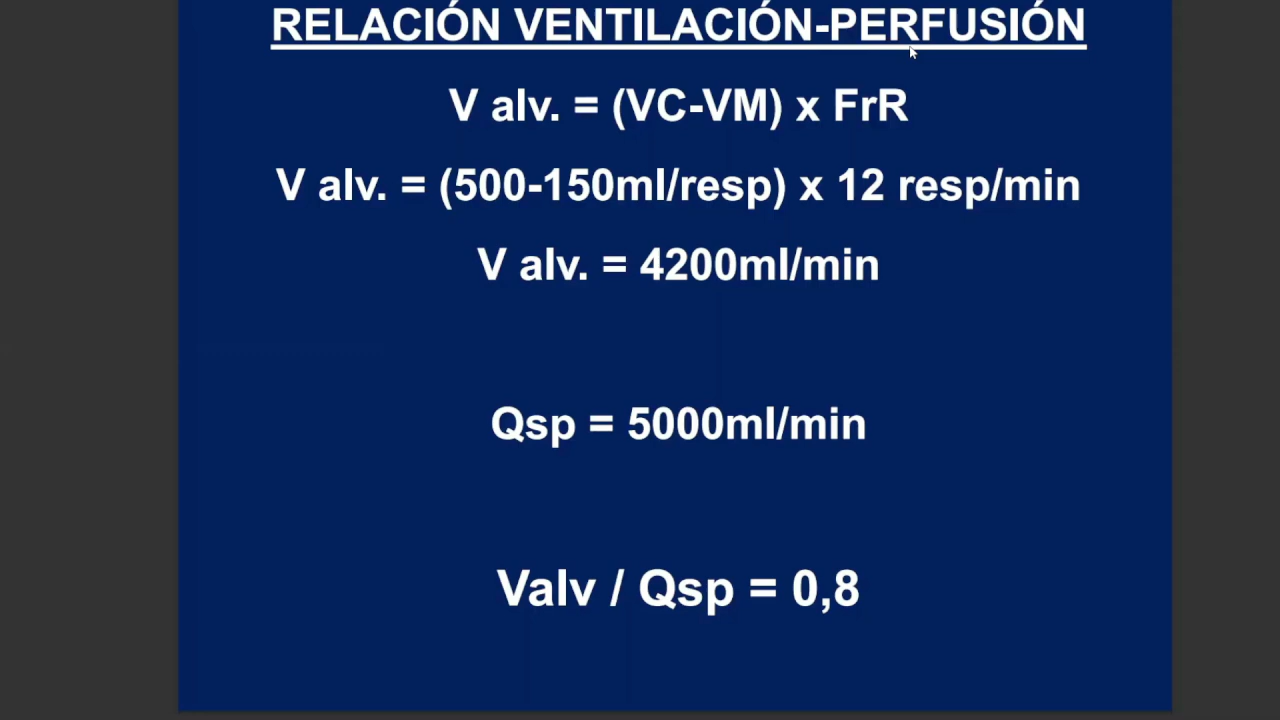 RELACIÓN VENTILACIÓN-PERFUSIÓN
V alv. = (VC-VM) x FrR
V alv. = (500-150ml/resp) x 12 resp/min
V alv. = 4200ml/min
Qsp = 5000ml/min
Valv / Qsp = 0,8